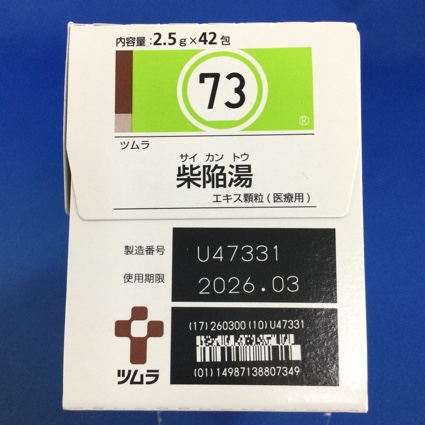 内容量:2.5g×42包
73
®
ツムラ
サイ カン トウ
柴陥湯
エキス顆粒(医療用)
製造番号 U47331
使用期限 2026.03
(17)260300(10)U47331
(01)14987138807349
ツムラ